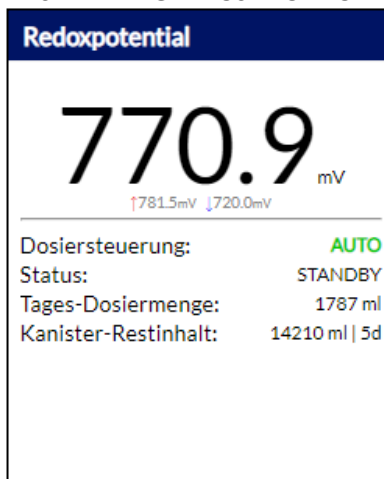 Redoxpotential
770.9 mV
↑781.5mV ↓720.0mV
Dosiersteuerung: AUTO
Status: STANDBY
Tages-Dosiermenge: 1787 ml
Kanister-Restinhalt: 14210 ml | 5d